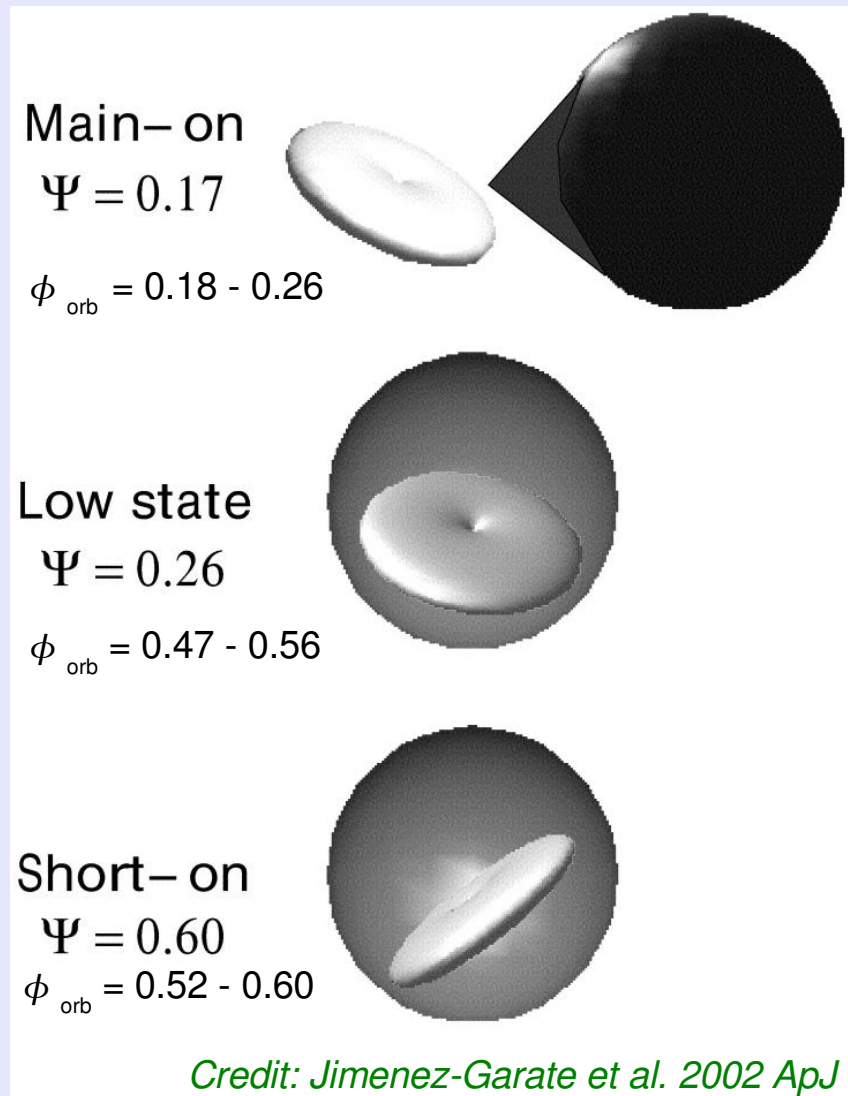 Main-on
Ψ = 0.17
ϕ orb = 0.18 - 0.26
Low state
Ψ = 0.26
ϕ orb = 0.47 - 0.56
Short-on
Ψ = 0.60
ϕ orb = 0.52 - 0.60
Credit: Jimenez-Garate et al. 2002 ApJ